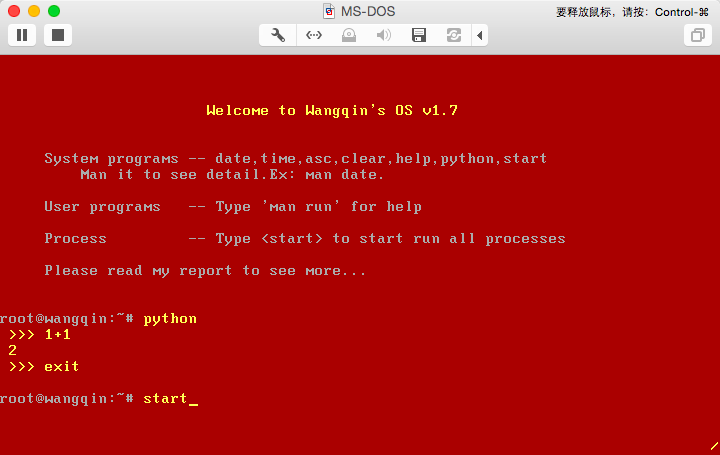 MS-DOS
要释放鼠标，请按：Control-⌘
Welcome to Wangqin's OS v1.7
System programs -- date,time,asc,clear,help,python,start
Man it to see detail.Ex: man date.
User programs -- Type 'man run' for help
Process -- Type <start> to start run all processes
Please read my report to see more...
root@wangqin:~# python
>>> 1+1
2
>>> exit
root@wangqin:~# start_
/